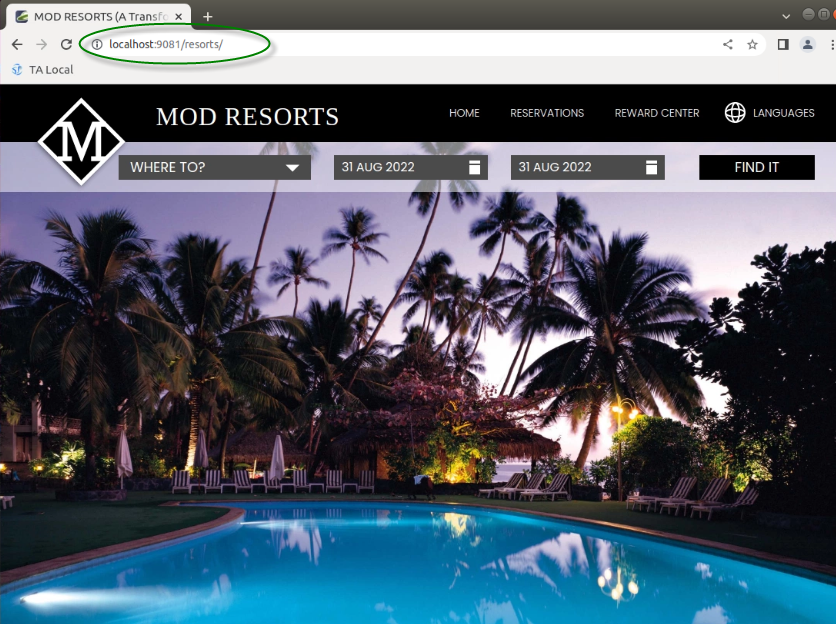 MOD RESORTS (A Transfo
localhost:9081/resorts/
TA Local
M
MOD RESORTS
HOME
RESERVATIONS
REWARD CENTER
LANGUAGES
WHERE TO?
31 AUG 2022
31 AUG 2022
FIND IT